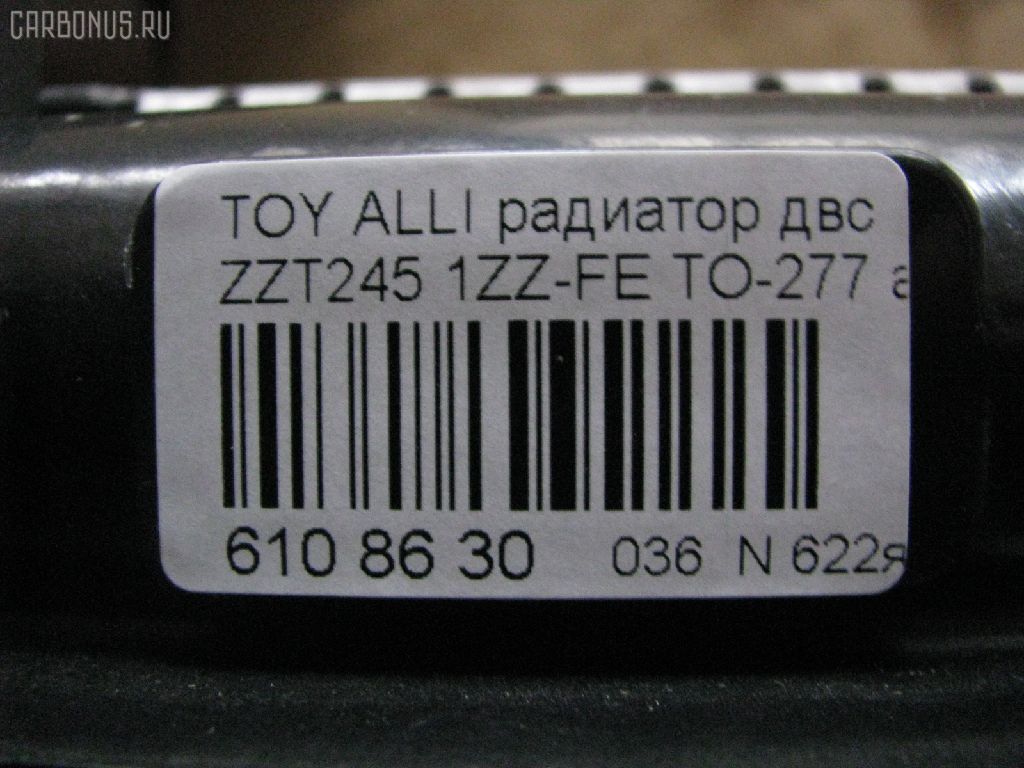 CARBONUS.RU
TOY ALLI радиатор двс
ZZT245 1ZZ-FE TO-277
610 86 30 036 N 622я